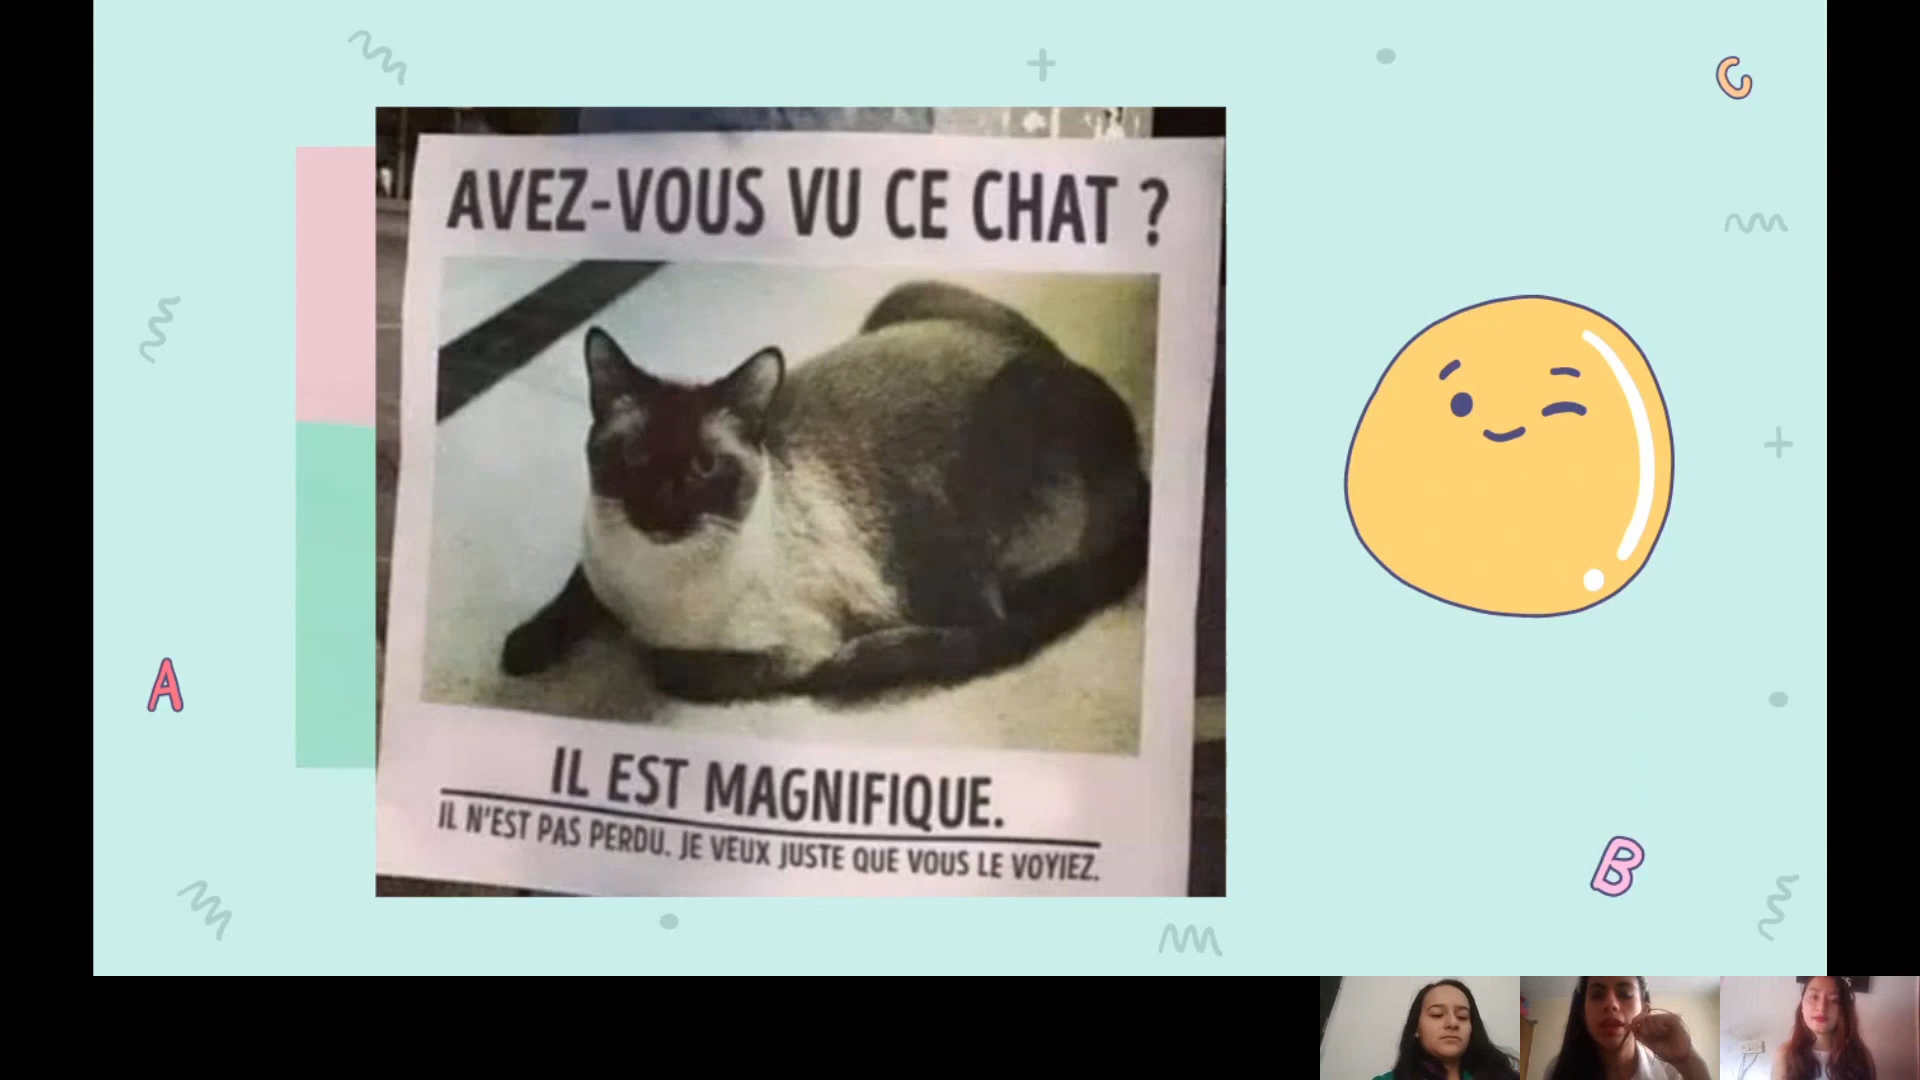 C
AVEZ-VOUS VU CE CHAT ?
A
IL EST MAGNIFIQUE.
IL N'EST PAS PERDU. JE VEUX JUSTE QUE VOUS LE VOYIEZ.
B